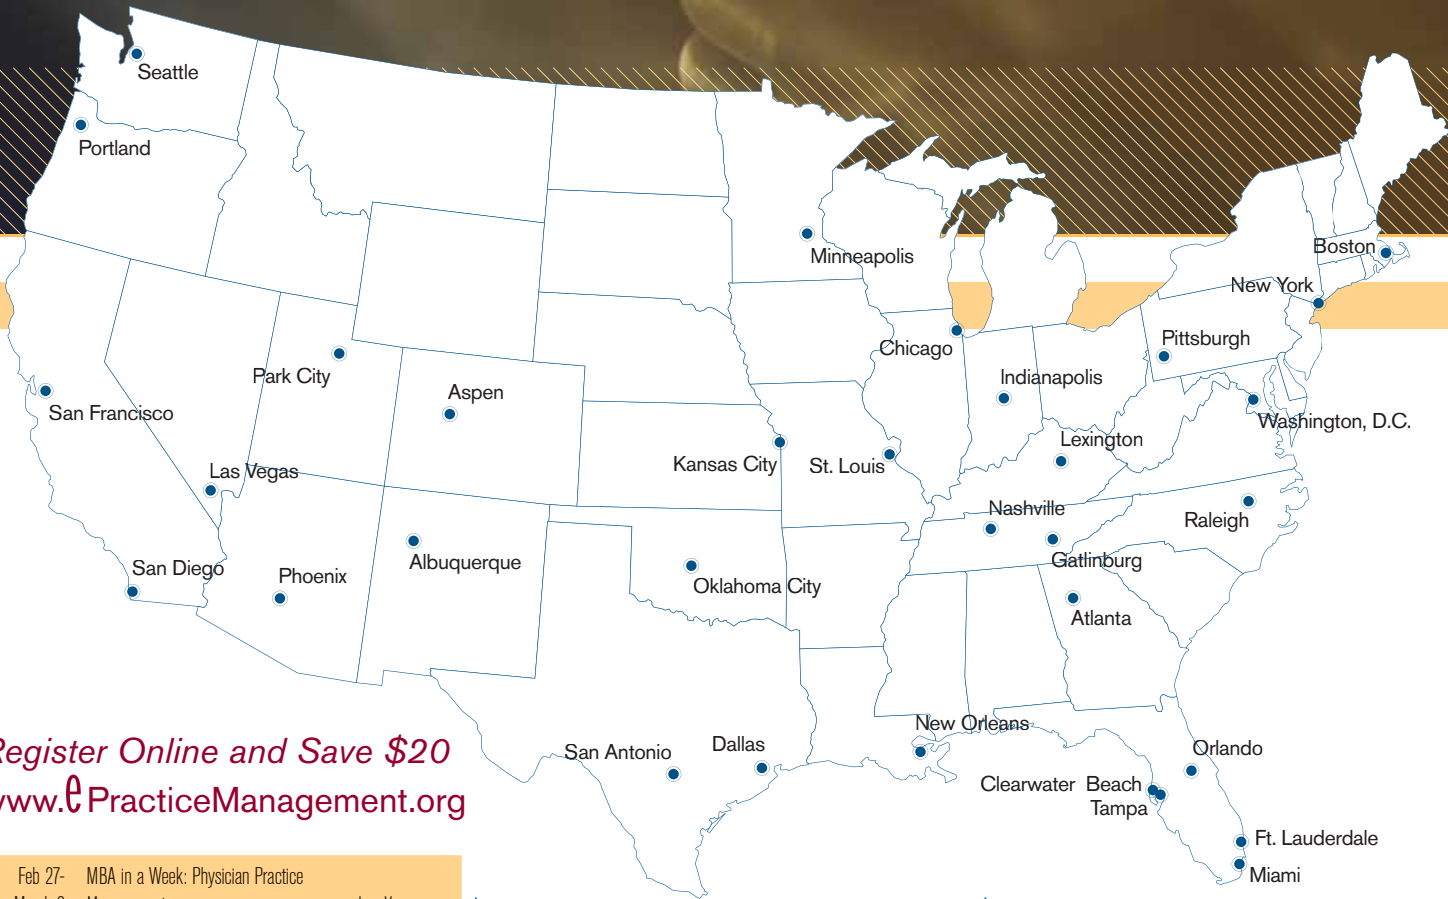 Seattle
Portland
Minneapolis
Boston
New York
Pittsburgh
Chicago
Park City
Indianapolis
Aspen
San Francisco
Washington, D.C.
Lexington
Kansas City
St. Louis
Las Vegas
Nashville
Raleigh
San Diego
Phoenix
Albuquerque
Gatlinburg
Oklahoma City
Atlanta
New Orleans
San Antonio
Dallas
Orlando
Clearwater Beach
Tampa
Ft. Lauderdale
Miami
Register Online and Save $20
www.ePracticeManagement.org
Feb 27- MBA in a Week: Physician Practice